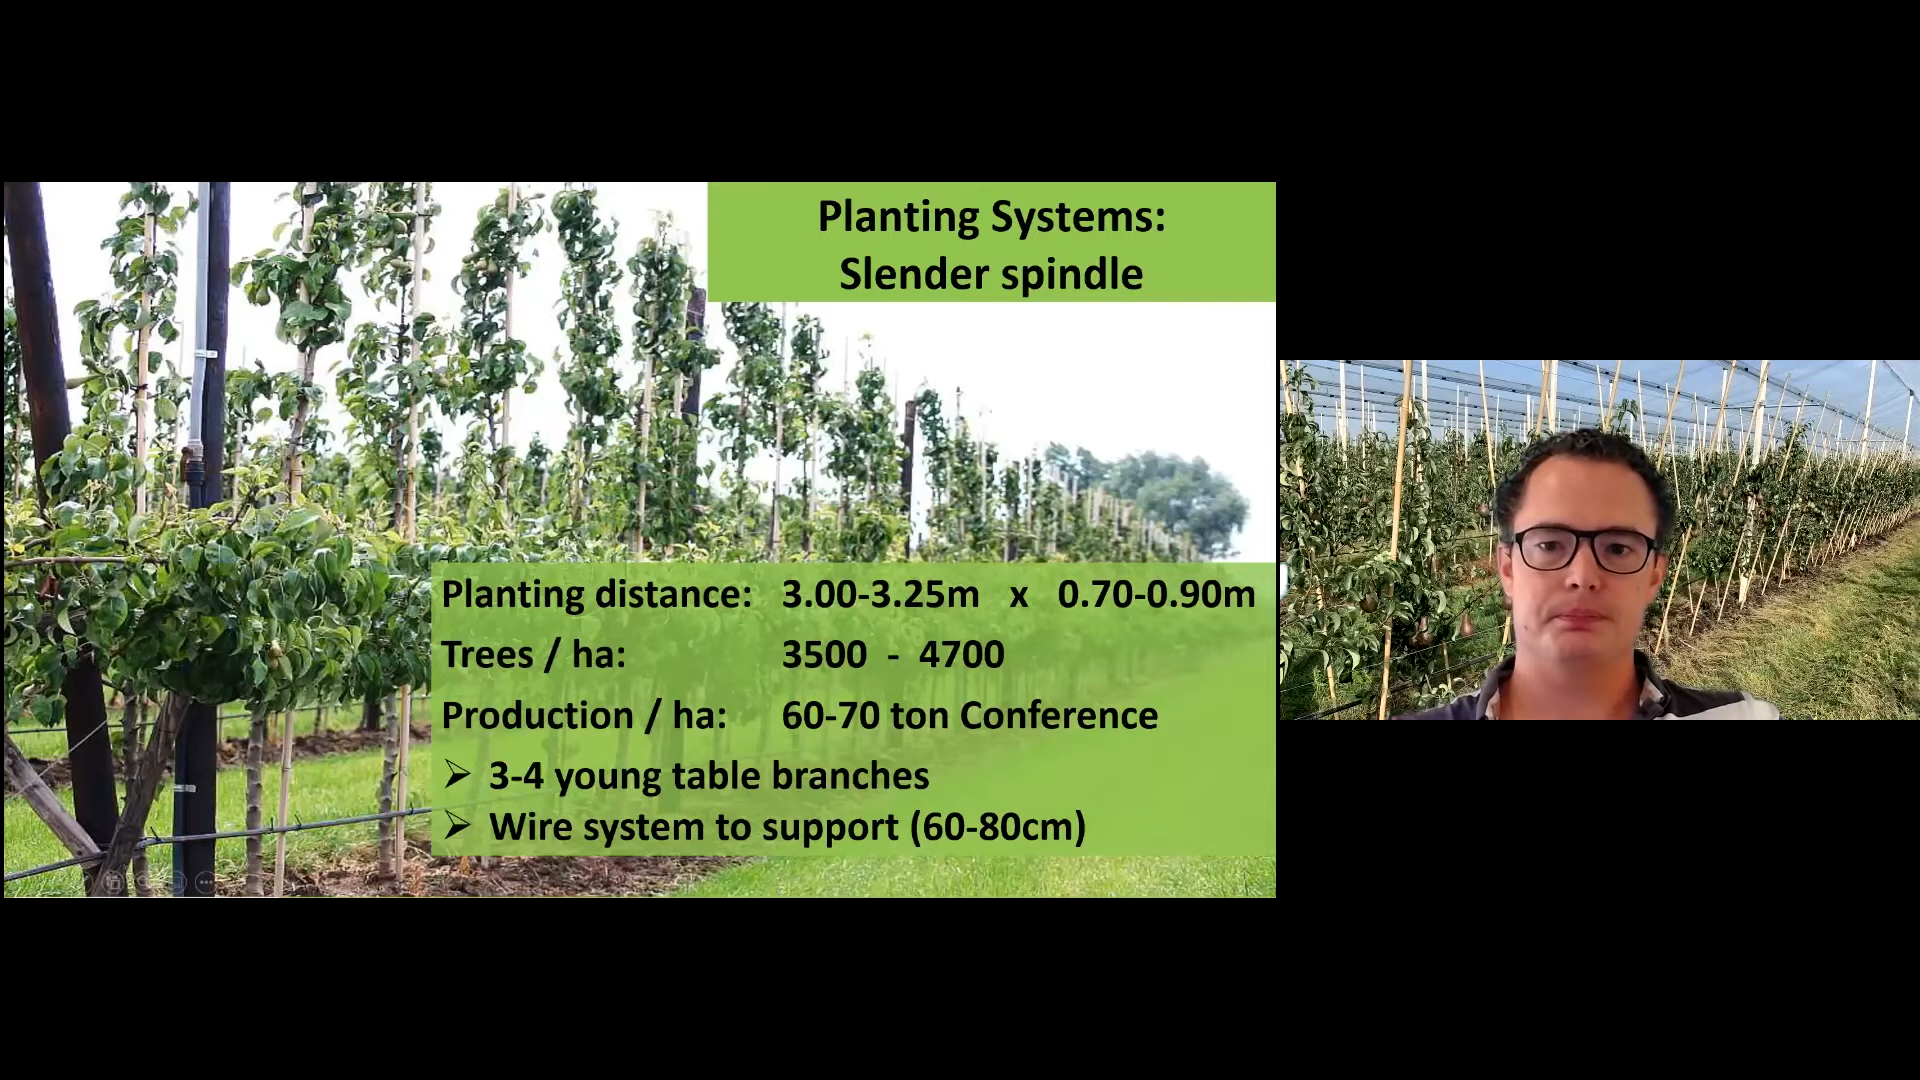 Planting Systems:
Slender spindle
Planting distance: 3.00-3.25m x 0.70-0.90m
Trees / ha: 3500 - 4700
Production / ha: 60-70 ton Conference
➢ 3-4 young table branches
➢ Wire system to support (60-80cm)